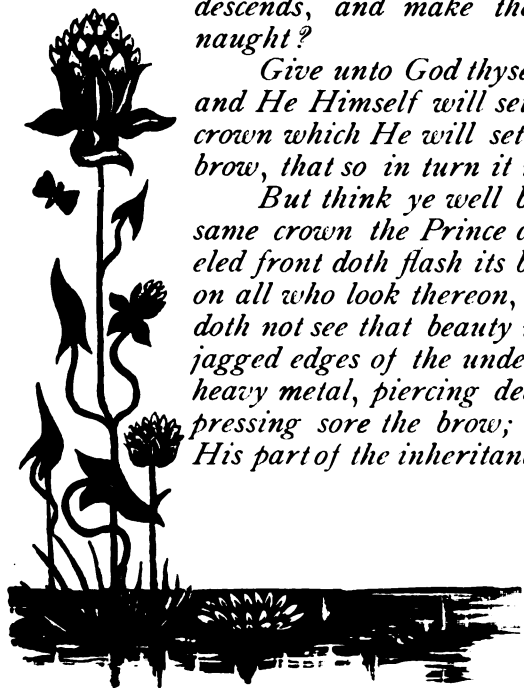 descends, and make the
naught?
Give unto God thyse
and He Himself will se
crown which He will set
brow, that so in turn it
But think ye well b
same crown the Prince o
eled front doth flash its b
on all who look thereon,
doth not see that beauty
jagged edges of the unde
heavy metal, piercing de
pressing sore the brow;
His part of the inheritan